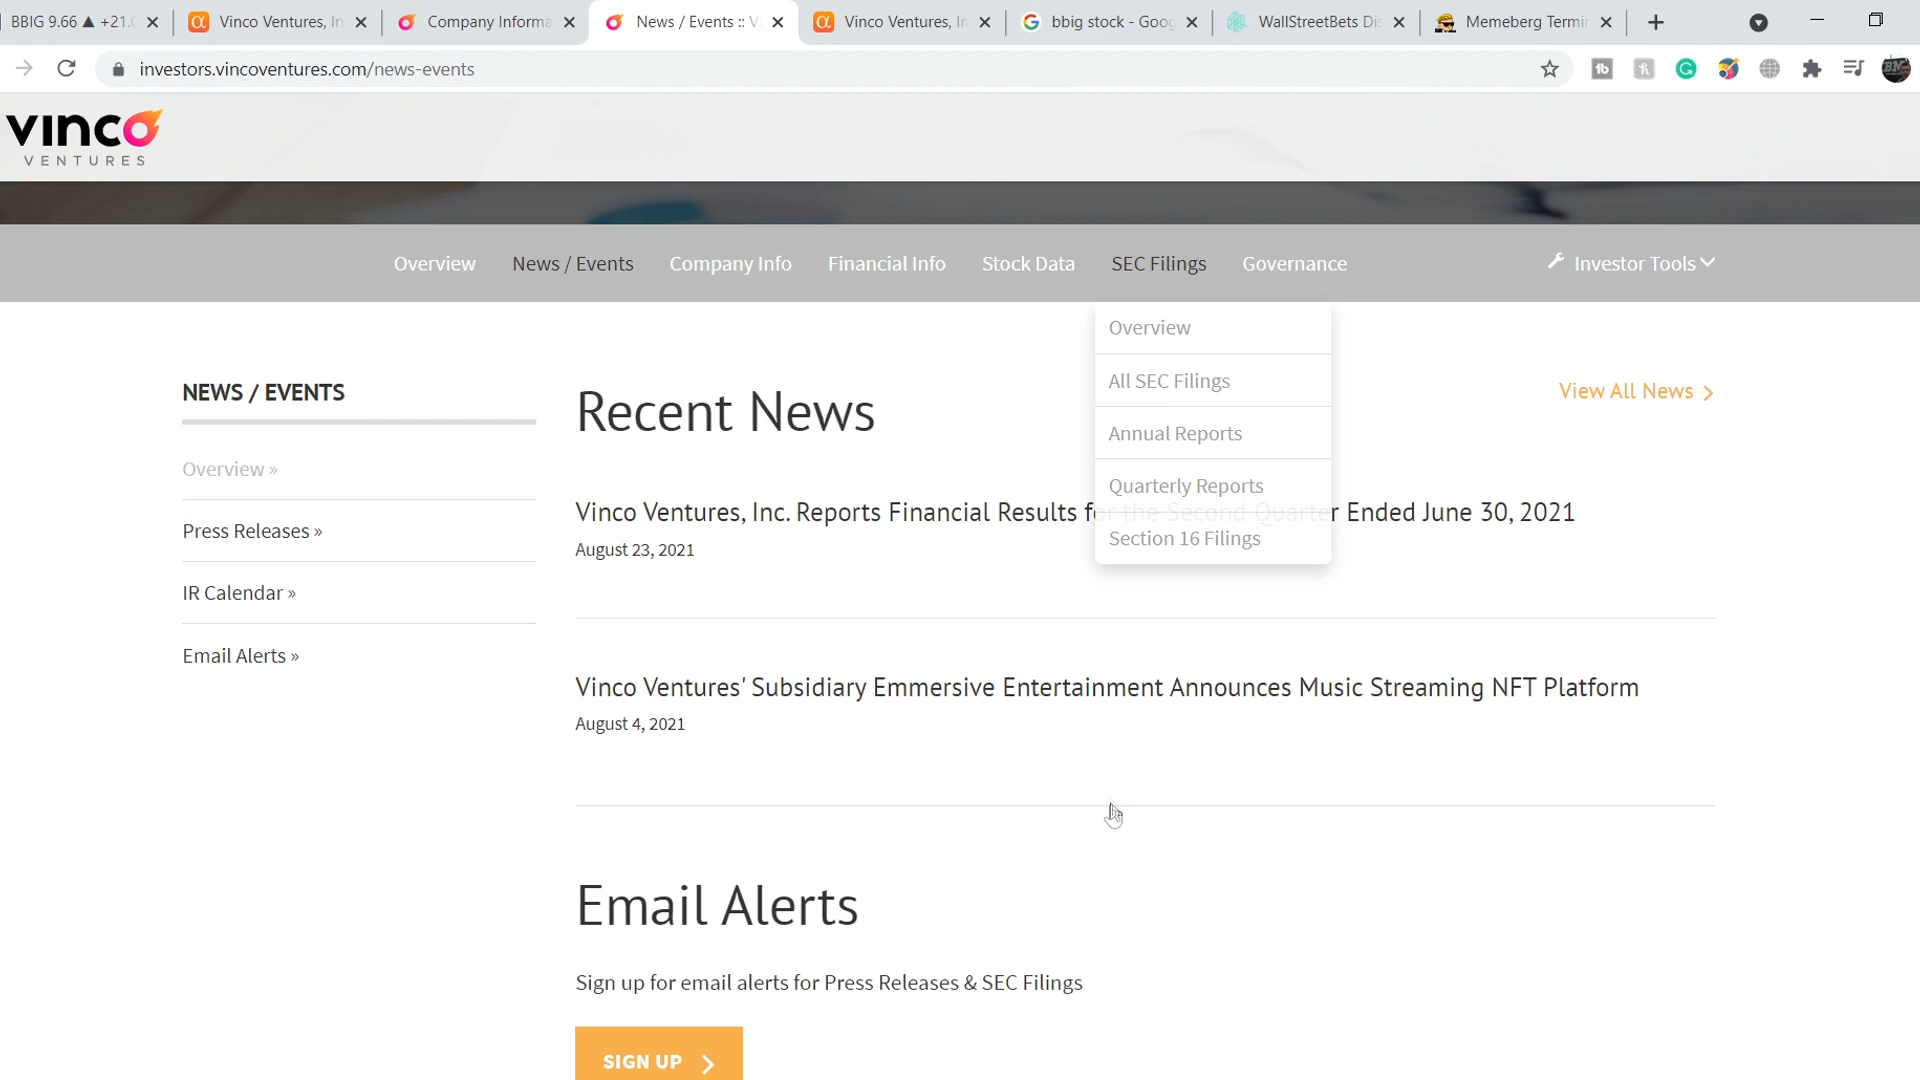 BBIG 9.66 ▲ +21.
Vinco Ventures, In
Company Informa
News / Events :: V
Vinco Ventures, In
bbig stock - Goog
WallStreetBets Di
Memeberg Termi
investors.vincoventures.com/news-events
vinco
VENTURES
Overview
News / Events
Company Info
Financial Info
Stock Data
SEC Filings
Governance
Investor Tools
Overview
All SEC Filings
Annual Reports
Quarterly Reports
Section 16 Filings
NEWS / EVENTS
Overview »
Press Releases »
IR Calendar »
Email Alerts »
Recent News
View All News
Vinco Ventures, Inc. Reports Financial Results for the Second Quarter Ended June 30, 2021
August 23, 2021
Vinco Ventures' Subsidiary Emmersive Entertainment Announces Music Streaming NFT Platform
August 4, 2021
Email Alerts
Sign up for email alerts for Press Releases & SEC Filings
SIGN UP